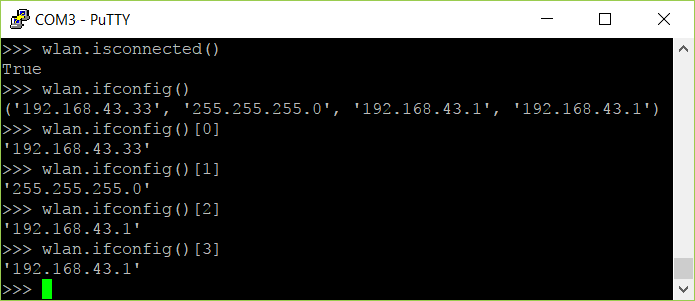 COM3 - PuTTY
>>> wlan.isconnected()
True
>>> wlan.ifconfig()
('192.168.43.33', '255.255.255.0', '192.168.43.1', '192.168.43.1')
>>> wlan.ifconfig()[0]
'192.168.43.33'
>>> wlan.ifconfig()[1]
'255.255.255.0'
>>> wlan.ifconfig()[2]
'192.168.43.1'
>>> wlan.ifconfig()[3]
'192.168.43.1'
>>>